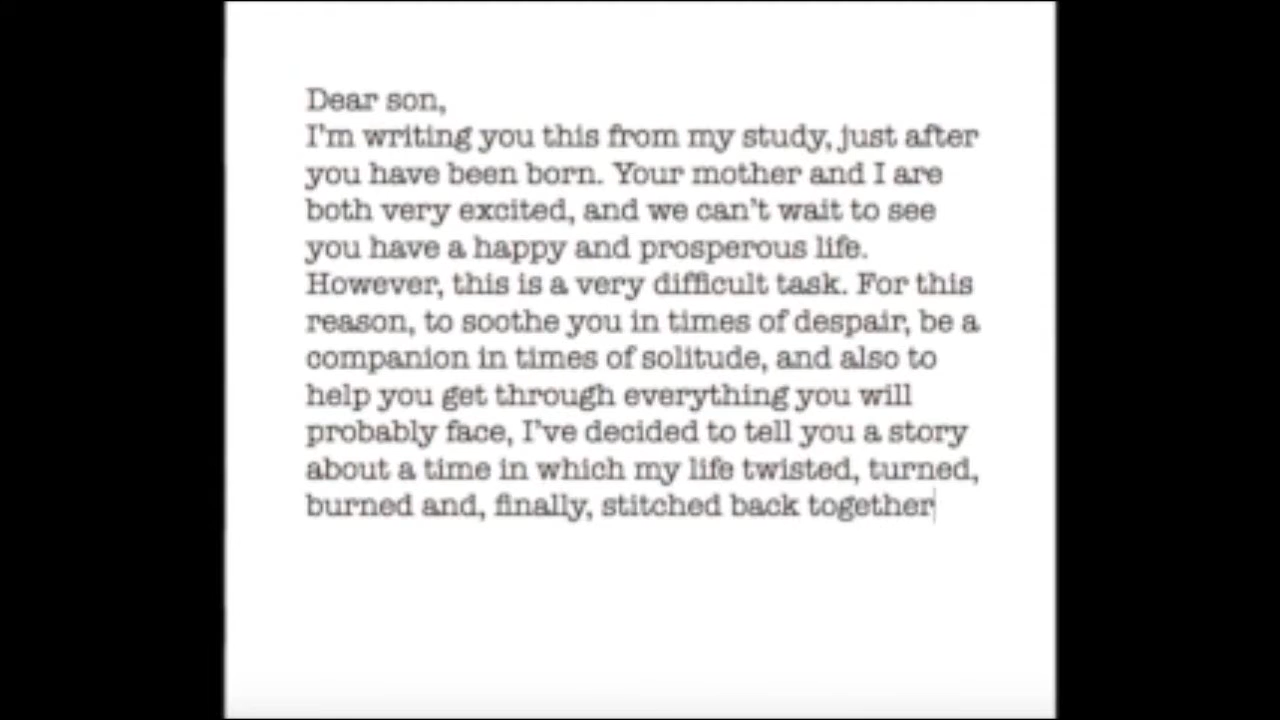 Dear son,
I'm writing you this from my study, just after
you have been born. Your mother and I are
both very excited, and we can't wait to see
you have a happy and prosperous life.
However, this is a very difficult task. For this
reason, to soothe you in times of despair, be a
companion in times of solitude, and also to
help you get through everything you will
probably face, I've decided to tell you a story
about a time in which my life twisted, turned,
burned and, finally, stitched back together